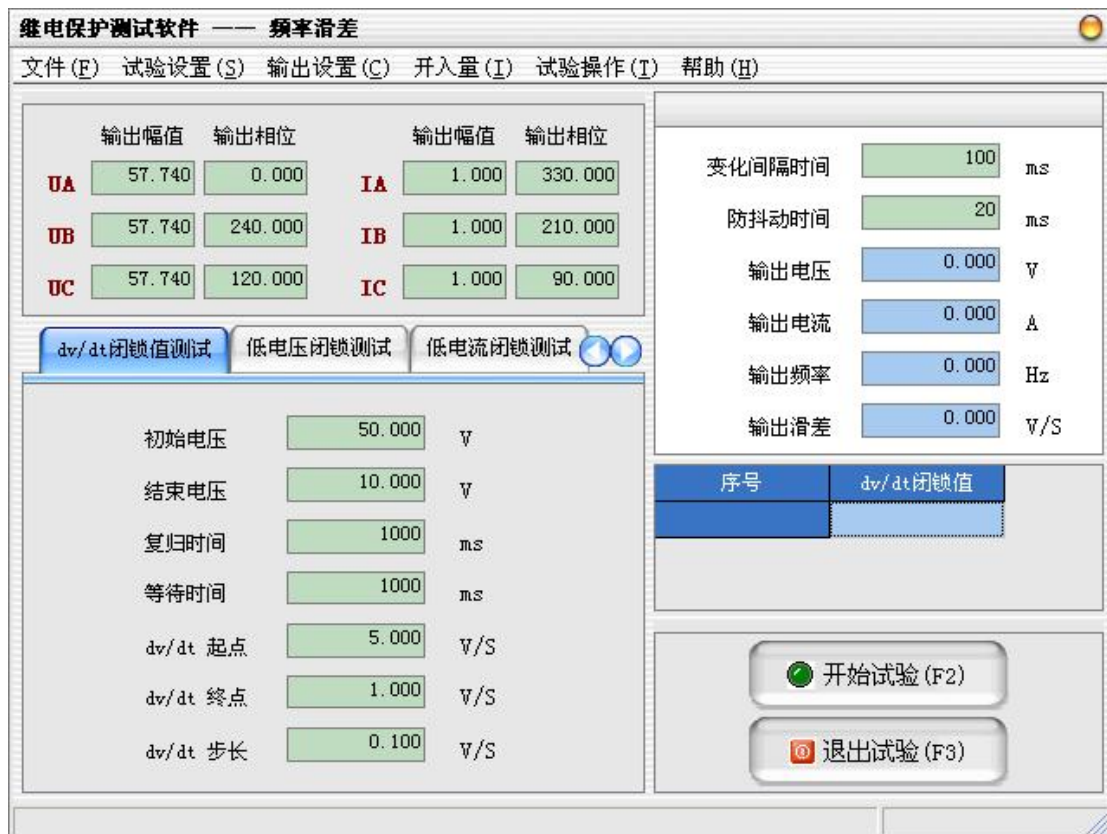 继电保护测试软件 —— 频率滑差
文件(F) 试验设置(S) 输出设置(C) 开入量(I) 试验操作(T) 帮助(H)
输出幅值 输出相位 输出幅值 输出相位
UA 57.740 0.000 IA 1.000 330.000
UB 57.740 240.000 IB 1.000 210.000
UC 57.740 120.000 IC 1.000 90.000
dv/dt闭锁值测试 低电压闭锁测试 低电流闭锁测试
初始电压 50.000 V
结束电压 10.000 V
复归时间 1000 ms
等待时间 1000 ms
dv/dt 起点 5.000 V/S
dv/dt 终点 1.000 V/S
dv/dt 步长 0.100 V/S
变化间隔时间 100 ms
防抖动时间 20 ms
输出电压 0.000 V
输出电流 0.000 A
输出频率 0.000 Hz
输出滑差 0.000 V/S
序号 dv/dt闭锁值
开始试验(F2)
退出试验(F3)